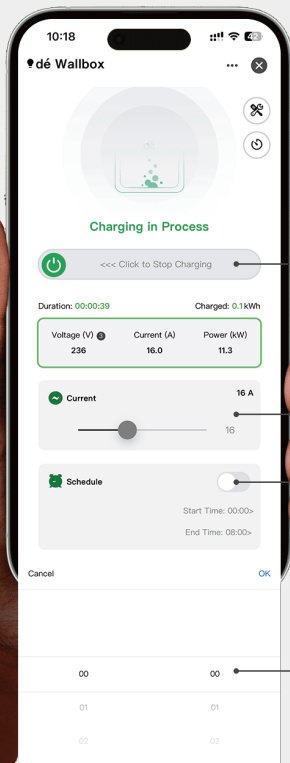 10:18
42
dé Wallbox
Charging in Process
<<< Click to Stop Charging
Duration: 00:00:39 Charged: 0.1kWh
Voltage (V) 3 Current (A) Power (kW)
236 16.0 11.3
Current 16 A
16
Schedule
Start Time: 00:00>
End Time: 08:00>
Cancel OK
00 00
01 01
02 02